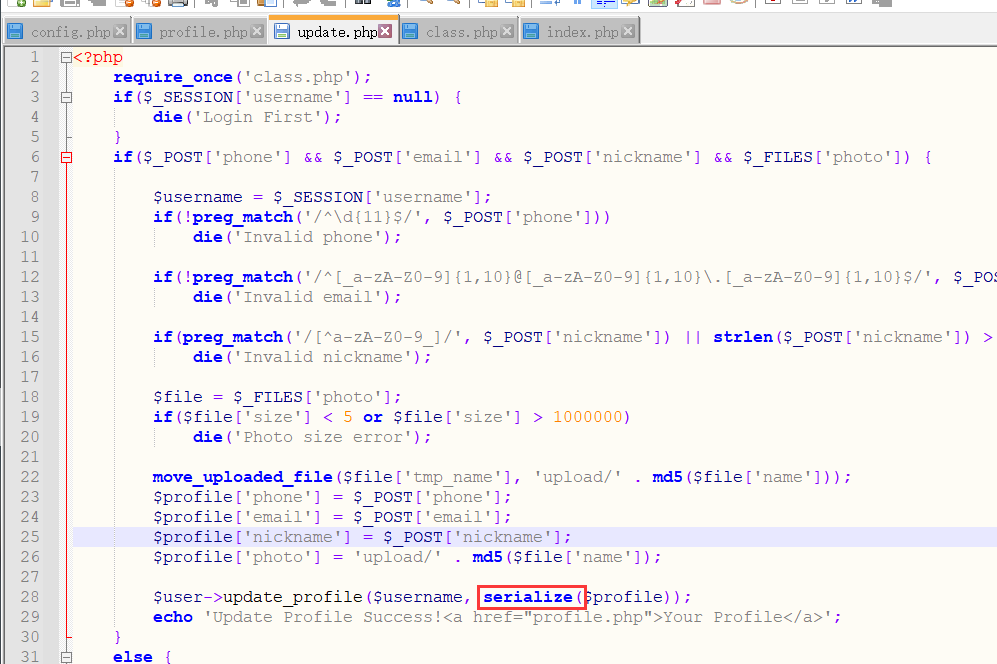 config.php profile.php update.php class.php index.php
1 <?php
2 require_once('class.php');
3 if($_SESSION['username'] == null) {
4 die('Login First');
5 }
6 if($_POST['phone'] && $_POST['email'] && $_POST['nickname'] && $_FILES['photo']) {
7
8 $username = $_SESSION['username'];
9 if(!preg_match('/^\d{11}$/', $_POST['phone']))
10 die('Invalid phone');
11
12 if(!preg_match('/^[_a-zA-Z0-9]{1,10}@[_a-zA-Z0-9]{1,10}\.[_a-zA-Z0-9]{1,10}$/', $_POS
13 die('Invalid email');
14
15 if(preg_match('/[^a-zA-Z0-9_]/', $_POST['nickname']) || strlen($_POST['nickname']) >
16 die('Invalid nickname');
17
18 $file = $_FILES['photo'];
19 if($file['size'] < 5 or $file['size'] > 1000000)
20 die('Photo size error');
21
22 move_uploaded_file($file['tmp_name'], 'upload/' . md5($file['name']));
23 $profile['phone'] = $_POST['phone'];
24 $profile['email'] = $_POST['email'];
25 $profile['nickname'] = $_POST['nickname'];
26 $profile['photo'] = 'upload/' . md5($file['name']);
27
28 $user->update_profile($username, serialize($profile));
29 echo 'Update Profile Success!<a href="profile.php">Your Profile</a>';
30 }
31 else {